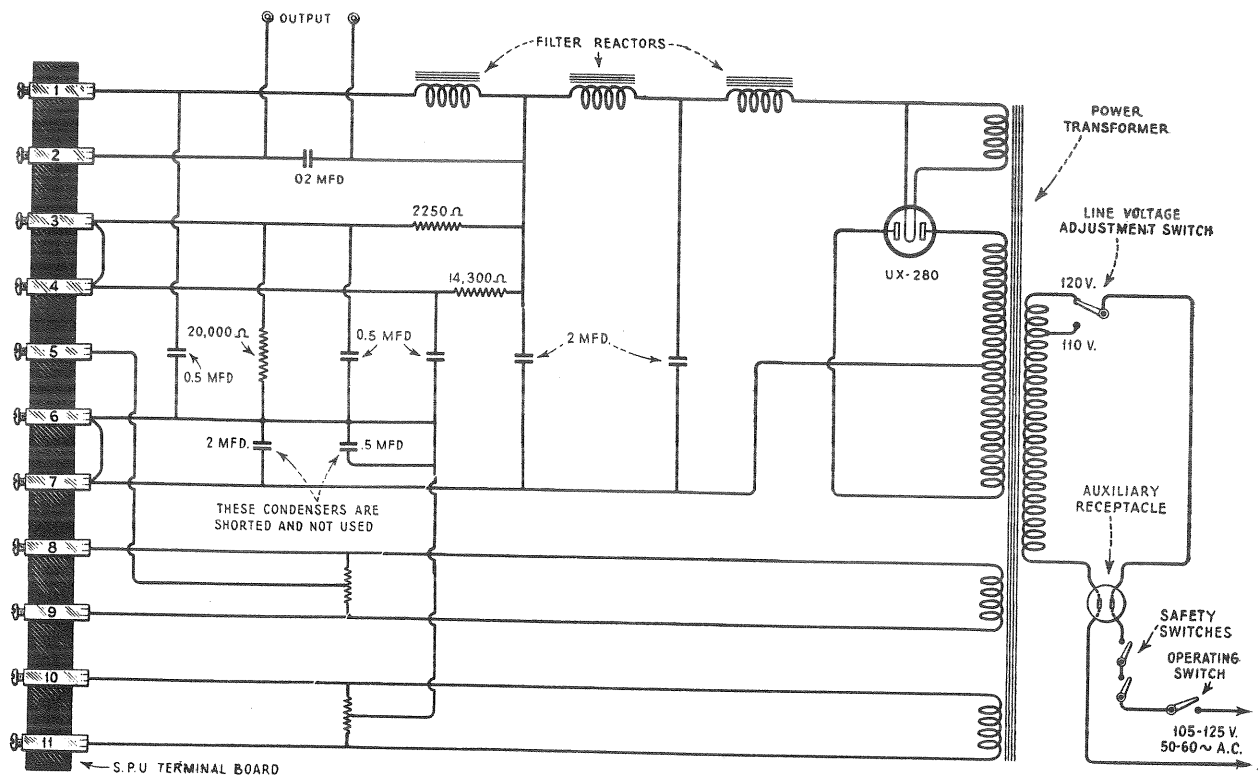 OUTPUT
FILTER REACTORS
1
POWER
TRANSFORMER
2
02 MFD
3
2250 Ω
LINE VOLTAGE
ADJUSTMENT SWITCH
UX-280
4
14,300 Ω
120 V.
20,000 Ω
0.5 MFD
2 MFD.
110 V.
5
0.5 MFD
6
2 MFD.
.5 MFD
7
AUXILIARY
RECEPTACLE
THESE CONDENSERS ARE
SHORTED AND NOT USED
8
9
SAFETY
SWITCHES
OPERATING
SWITCH
10
11
105-125 V.
50-60~ A.C.
S.P.U TERMINAL BOARD